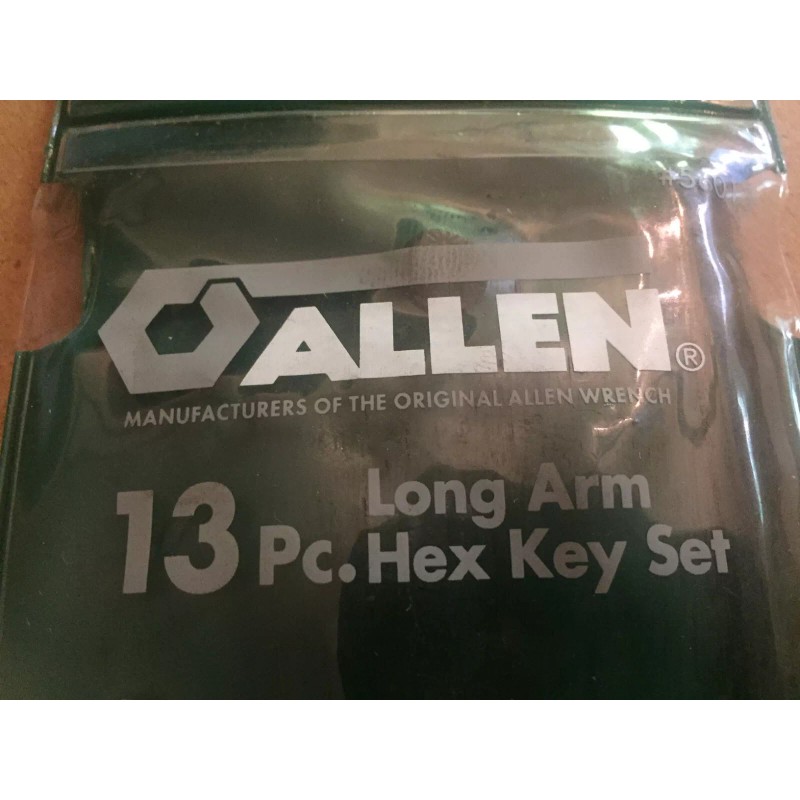 ALLEN®
MANUFACTURERS OF THE ORIGINAL ALLEN WRENCH
13 Pc. Long Arm
Hex Key Set